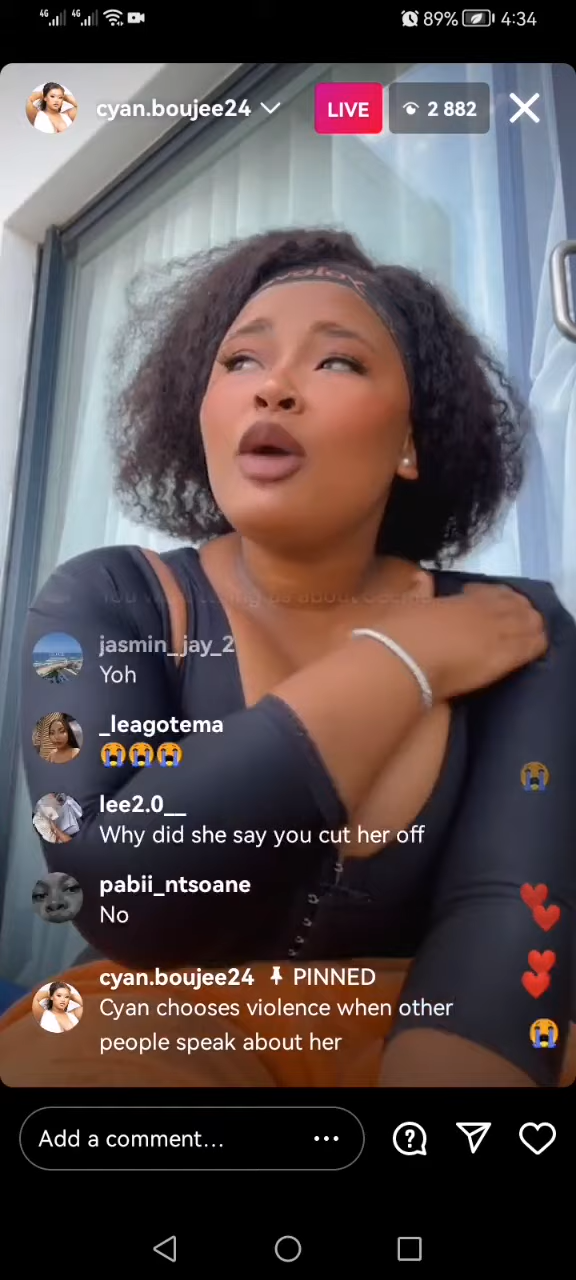 4G 4G 89% 4:34
cyan.boujee24 LIVE 2 882
jasmin_jay_2
Yoh
_leagotema
😭😭😭
lee2.0__
Why did she say you cut her off
pabii_ntsoane
No
cyan.boujee24 PINNED
Cyan chooses violence when other
people speak about her
Add a comment...